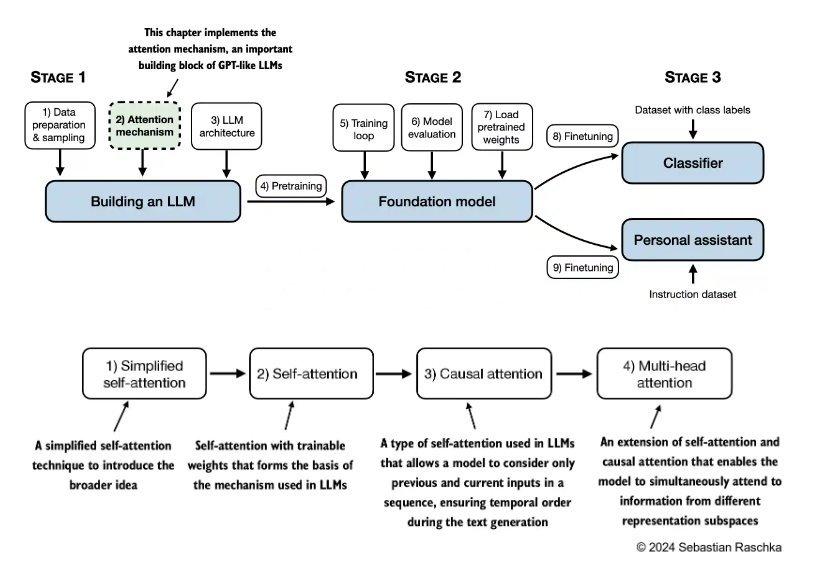 This chapter implements the
attention mechanism, an important
building block of GPT-like LLMs
STAGE 1
STAGE 2
STAGE 3
1) Data
preparation
& sampling
2) Attention
mechanism
3) LLM
architecture
Building an LLM
4) Pretraining
5) Training
loop
6) Model
evaluation
7) Load
pretrained
weights
Foundation model
8) Finetuning
Dataset with class labels
Classifier
Personal assistant
9) Finetuning
Instruction dataset
1) Simplified
self-attention
2) Self-attention
3) Causal attention
4) Multi-head
attention
A simplified self-attention
technique to introduce the
broader idea
Self-attention with trainable
weights that forms the basis of
the mechanism used in LLMs
A type of self-attention used in LLMs
that allows a model to consider only
previous and current inputs in a
sequence, ensuring temporal order
during the text generation
An extension of self-attention and
causal attention that enables the
model to simultaneously attend to
information from different
representation subspaces
© 2024 Sebastian Raschka